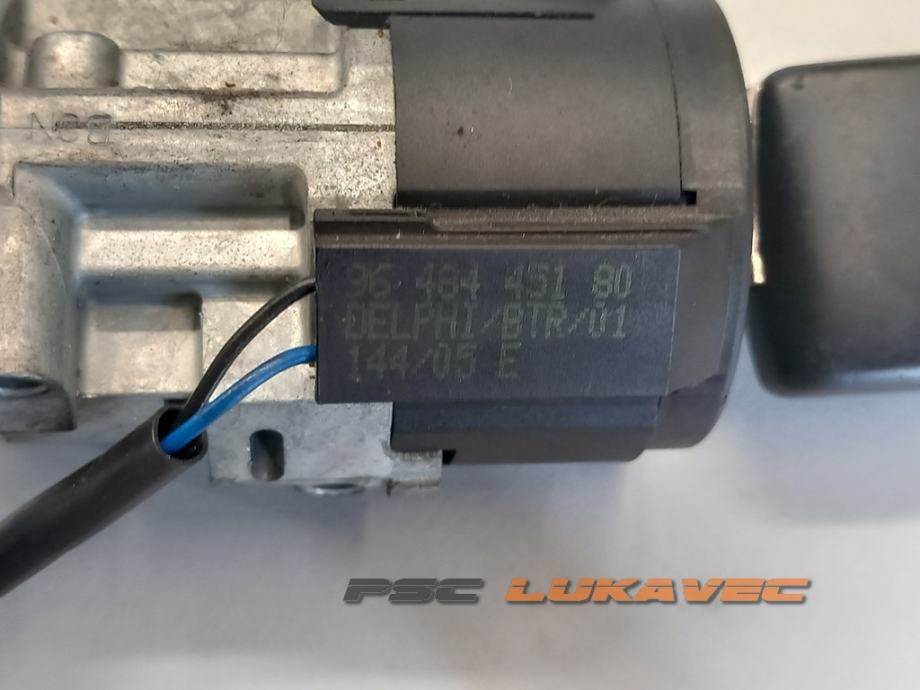 96 484 451 80
DELPHI/BTR/01
144/05 E
PSC LUKAVEC